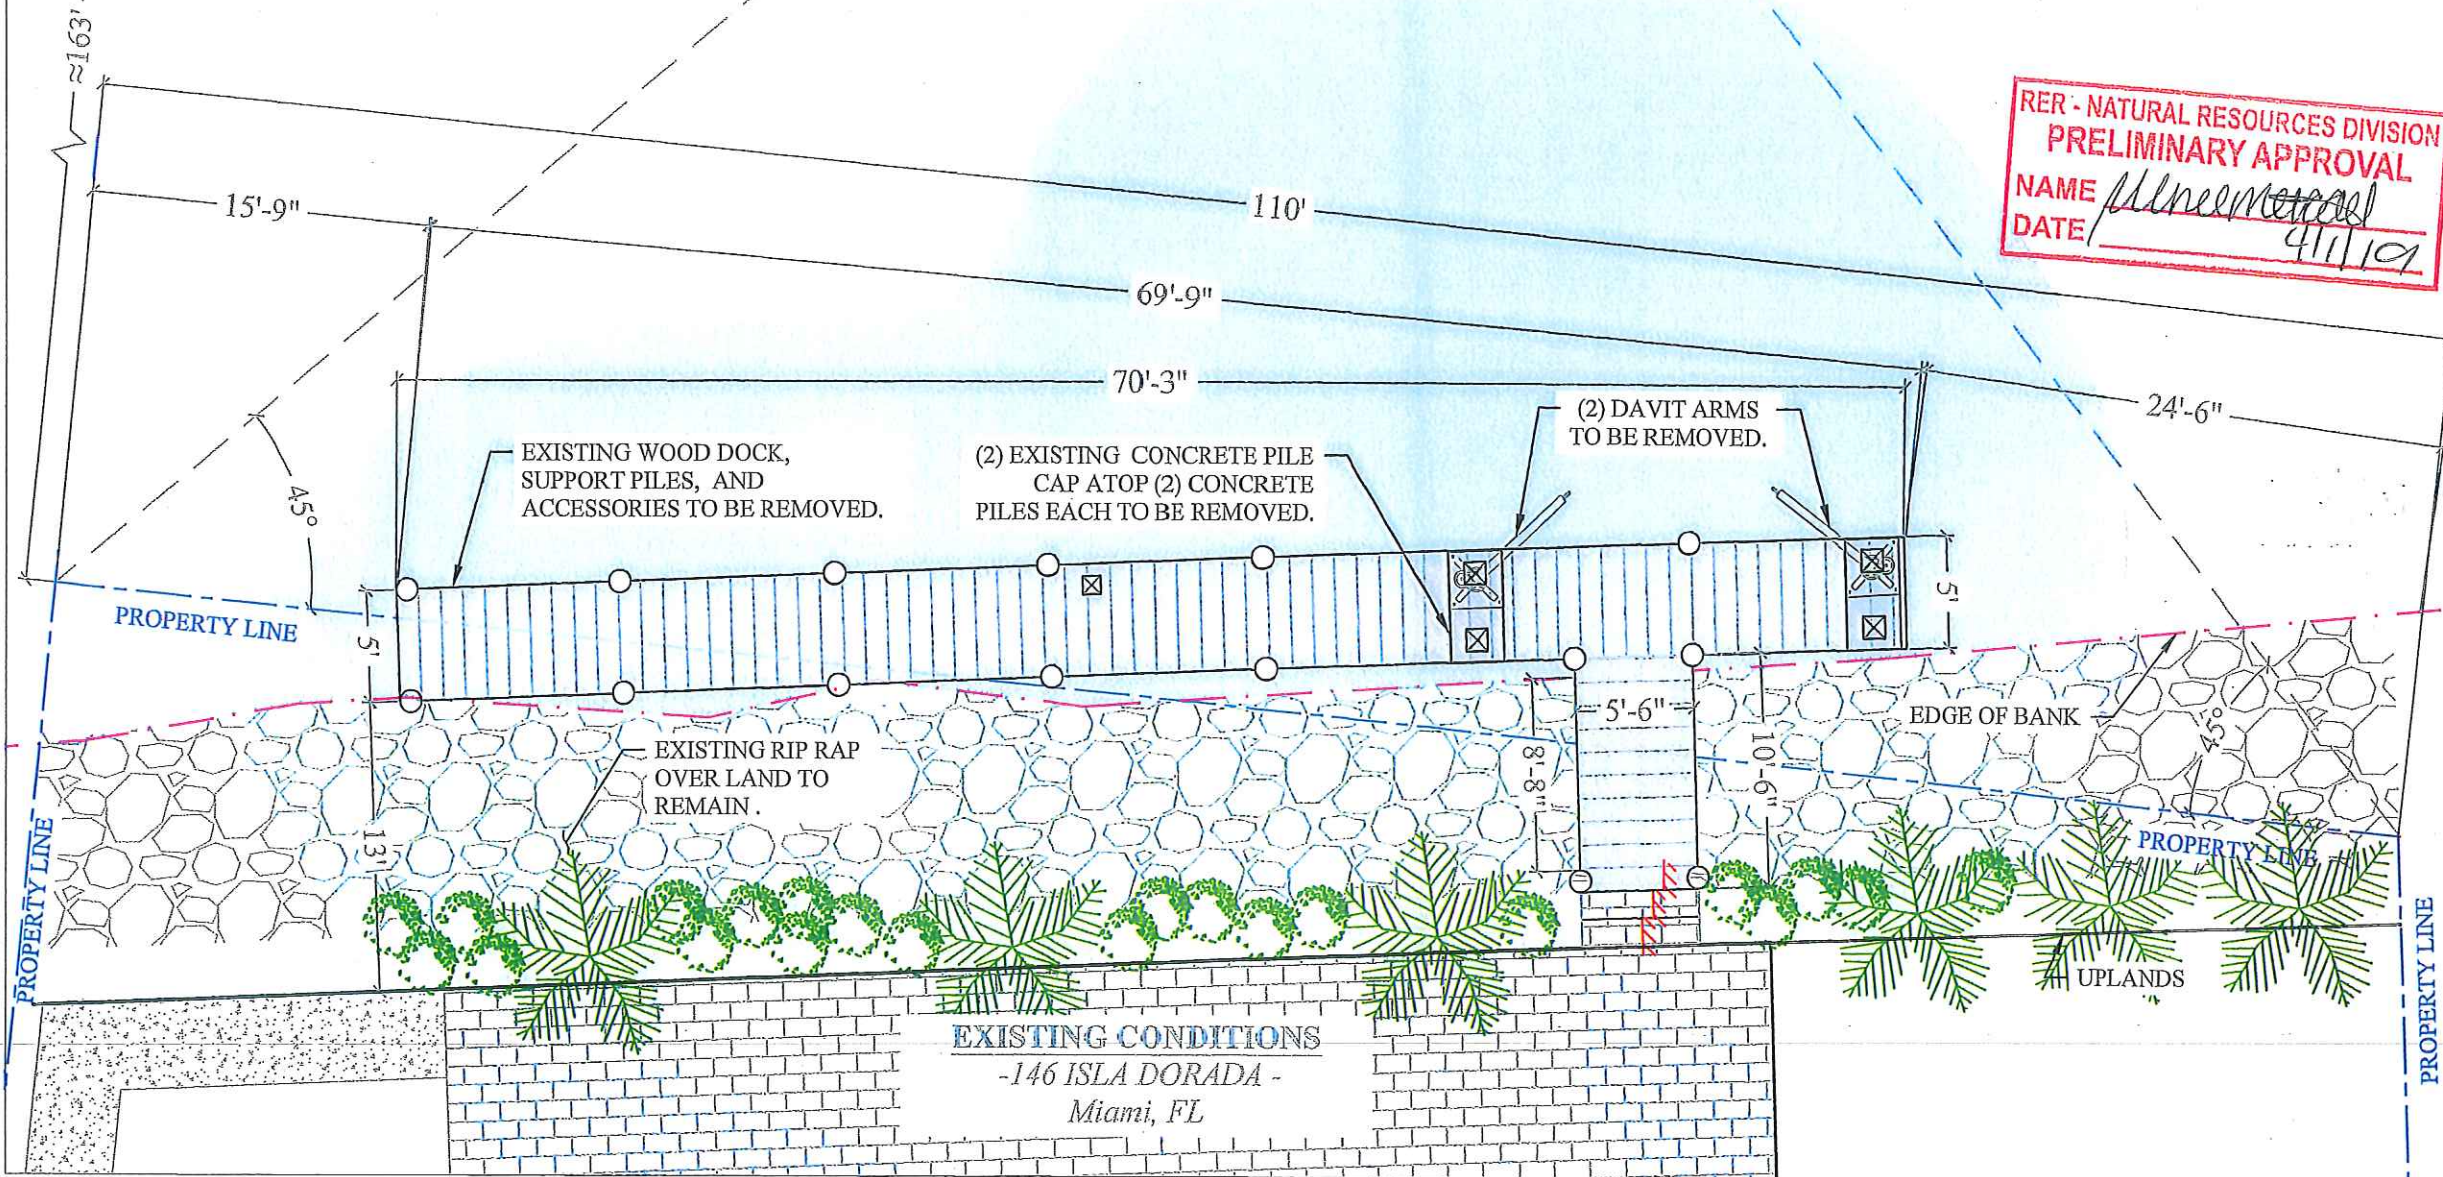 ≈163'
RER - NATURAL RESOURCES DIVISION
PRELIMINARY APPROVAL
NAME
DATE 4/1/19
15'-9"
110'
69'-9"
70'-3"
24'-6"
(2) DAVIT ARMS
TO BE REMOVED.
EXISTING WOOD DOCK,
SUPPORT PILES, AND
ACCESSORIES TO BE REMOVED.
(2) EXISTING CONCRETE PILE
CAP ATOP (2) CONCRETE
PILES EACH TO BE REMOVED.
45°
PROPERTY LINE
5'
5'
5'-6"
EDGE OF BANK
45°
EXISTING RIP RAP
OVER LAND TO
REMAIN .
8'-8"
10'-6"
13'
PROPERTY LINE
PROPERTY LINE
UPLANDS
PROPERTY LINE
EXISTING CONDITIONS
-146 ISLA DORADA -
Miami, FL